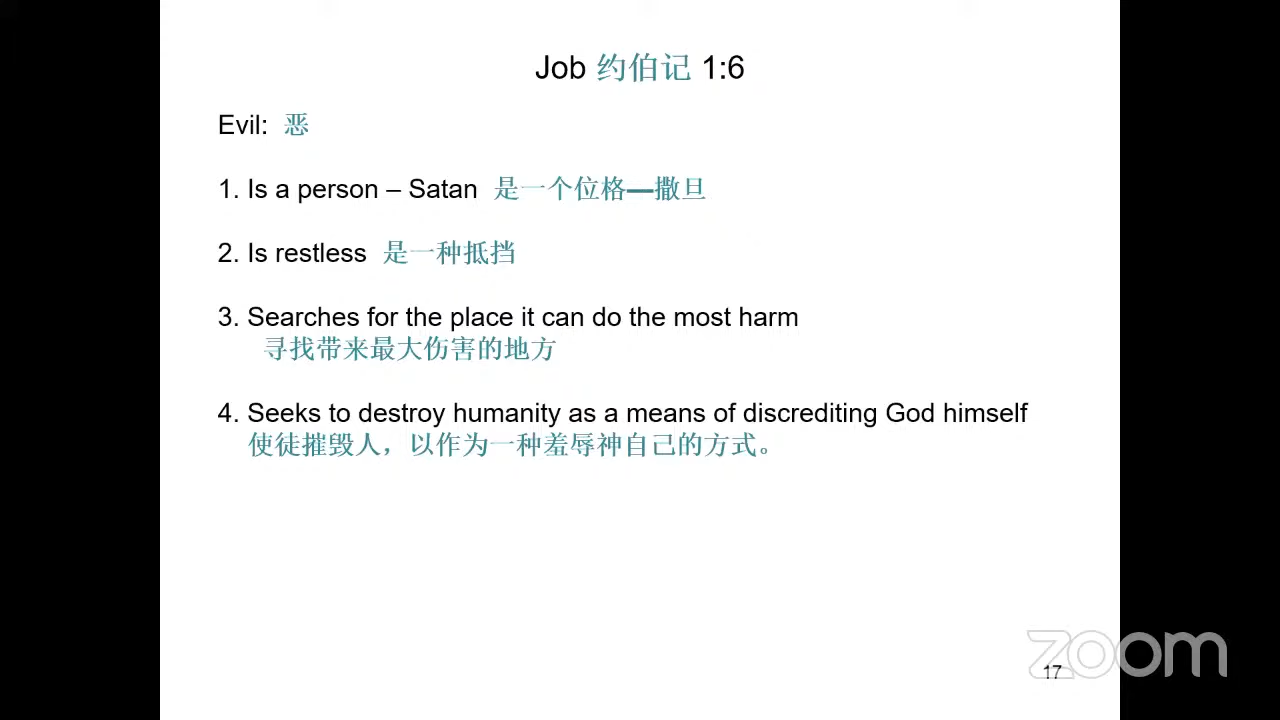 Job 约伯记 1:6
Evil: 恶
1. Is a person – Satan 是一个位格—撒旦
2. Is restless 是一种抵挡
3. Searches for the place it can do the most harm
寻找带来最大伤害的地方
4. Seeks to destroy humanity as a means of discrediting God himself
使徒摧毁人，以作为一种羞辱神自己的方式。
zoom
17